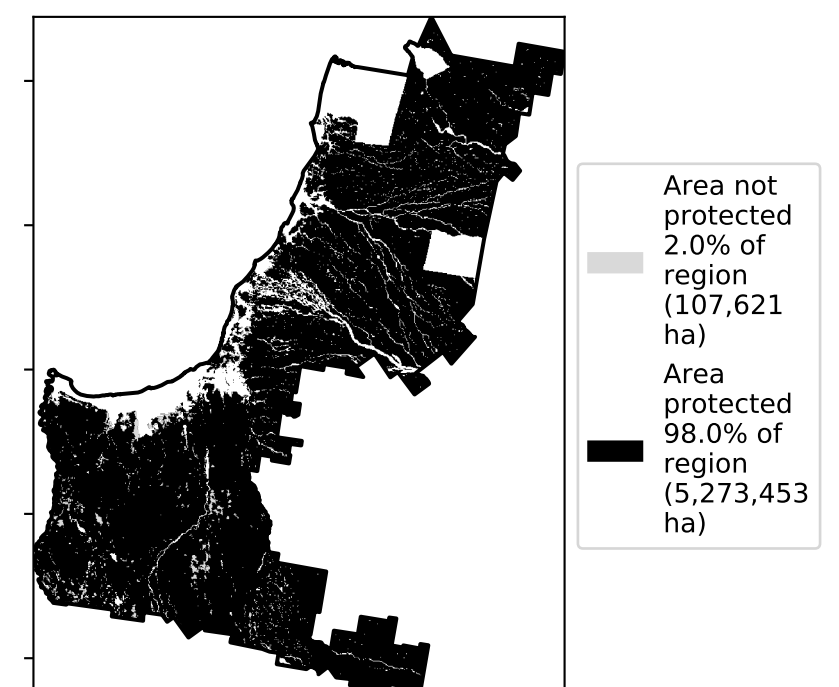 Area not
protected
2.0% of
region
(107,621
ha)
Area
protected
98.0% of
region
(5,273,453
ha)